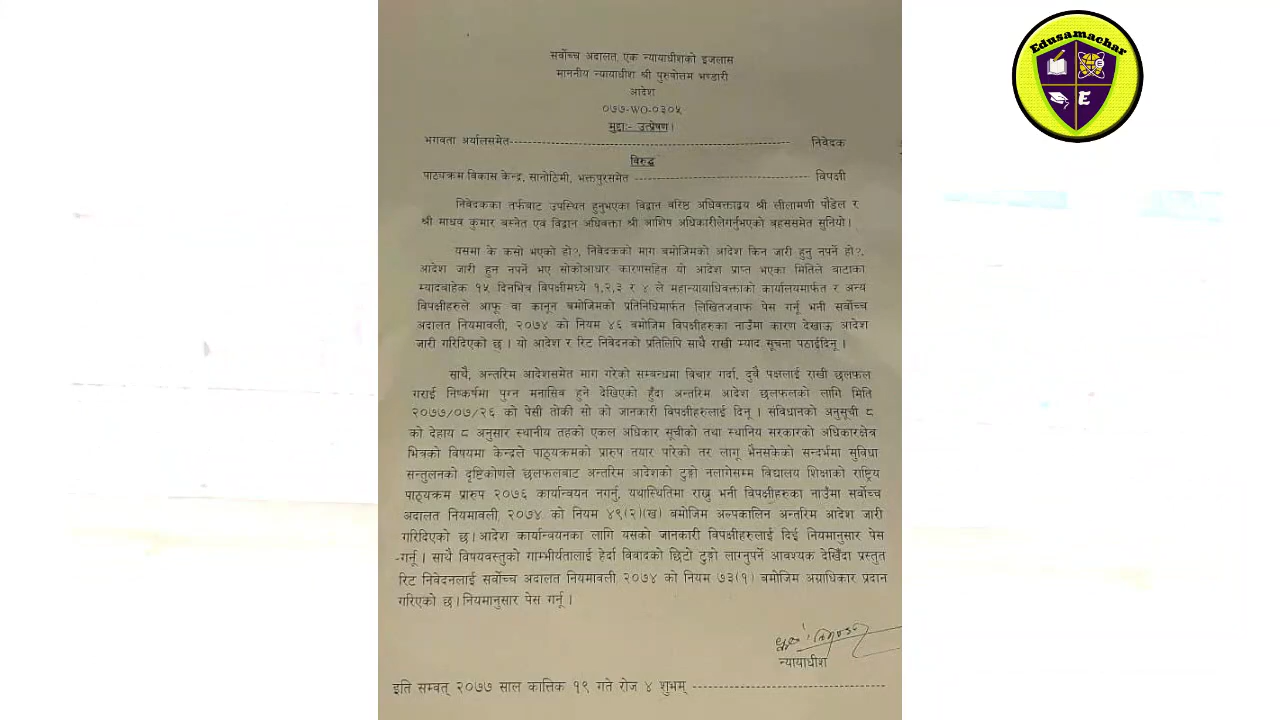 सर्वोच्च अदालत, एक न्यायाधीशको इजलास
माननीय न्यायाधीश श्री पुरुषोत्तम भण्डारी
आदेश
०७७-WO-०३०५
मुद्दाः- उत्प्रेषण।
भगवता अर्यालसमेत------------------------------------------------ निवेदक
विरुद्ध
पाठ्यक्रम विकास केन्द्र, सानोठिमी, भक्तपुरसमेत ------------------------------ विपक्षी
निवेदकका तर्फबाट उपस्थित हुनुभएका विद्वान वरिष्ठ अधिवक्ताद्वय श्री लीलामणी पौडेल र
श्री माधव कुमार बस्नेत एवं विद्वान अधिवक्ता श्री आशिष अधिकारीलेगर्नुभएको बहससमेत सुनियो।
यसमा के कसो भएको हो?, निवेदकको माग बमोजिमको आदेश किन जारी हुनु नपर्ने हो?,
आदेश जारी हुन नपर्ने भए सोकोआधार कारणसहित यो आदेश प्राप्त भएका मितिले बाटाका
म्यादबाहेक १५ दिनभित्र विपक्षीमध्ये १,२,३ र ४ ले महान्यायाधिवक्ताको कार्यालयमार्फत र अन्य
विपक्षीहरुले आफू वा कानून बमोजिमको प्रतिनिधिमार्फत लिखितजवाफ पेस गर्नू भनी सर्वोच्च
अदालत नियमावली, २०७४ को नियम ४६ बमोजिम विपक्षीहरुका नाउँमा कारण देखाऊ आदेश
जारी गरिदिएको छ। यो आदेश र रिट निवेदनको प्रतिलिपि साथै राखी म्याद सूचना पठाईदिनू।
साथै, अन्तरिम आदेशसमेत माग गरेको सम्बन्धमा विचार गर्दा, दुवै पक्षलाई राखी छलफल
गराई निष्कर्षमा पुग्न मनासिव हुने देखिएको हुँदा अन्तरिम आदेश छलफलको लागि मिति
२०७७/०७/२६ को पेसी तोकी सो को जानकारी विपक्षीहरुलाई दिनू। संविधानको अनुसूची ८
को देहाय ८ अनुसार स्थानीय तहको एकल अधिकार सूचीको तथा स्थानिय सरकारको अधिकारक्षेत्र
भित्रको विषयमा केन्द्रले पाठ्यक्रमको प्रारुप तयार पारेको तर लागू भैनसकेको सन्दर्भमा सुविधा
सन्तुलनको दृष्टिकोणले छलफलबाट अन्तरिम आदेशको टुङ्गो नलागेसम्म विद्यालय शिक्षाको राष्ट्रिय
पाठ्यक्रम प्रारुप २०७६ कार्यान्वयन नगर्नु, यथास्थितिमा राख्नु भनी विपक्षीहरुका नाउँमा सर्वोच्च
अदालत नियमावली, २०७४ को नियम ४९(२)(ख) बमोजिम अल्पकालिन अन्तरिम आदेश जारी
गरिदिएको छ। आदेश कार्यान्वयनका लागि यसको जानकारी विपक्षीहरुलाई दिई नियमानुसार पेस
गर्नू। साथै विषयवस्तुको गाम्भीर्यतालाई हेर्दा विवादको छिटो टुङ्गो लाग्नुपर्ने आवश्यक देखिँदा प्रस्तुत
रिट निवेदनलाई सर्वोच्च अदालत नियमावली, २०७४ को नियम ७३(१) बमोजिम अग्राधिकार प्रदान
गरिएको छ। नियमानुसार पेस गर्नू।
न्यायाधीश
इति सम्वत् २०७७ साल कात्तिक १९ गते रोज ४ शुभम् --------------------------------
Edusamachar
E